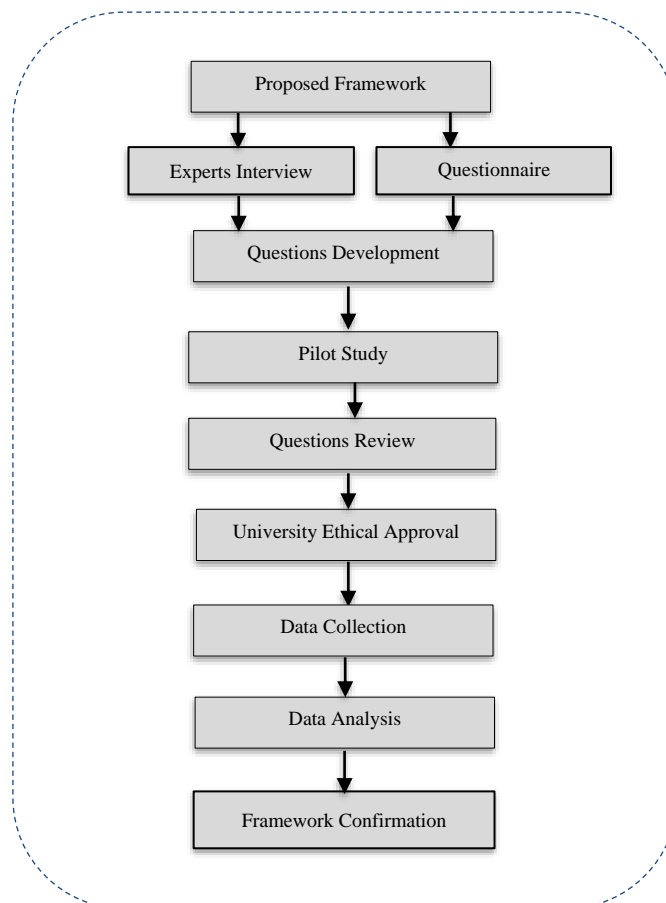 Proposed Framework
Experts Interview
Questionnaire
Questions Development
Pilot Study
Questions Review
University Ethical Approval
Data Collection
Data Analysis
Framework Confirmation